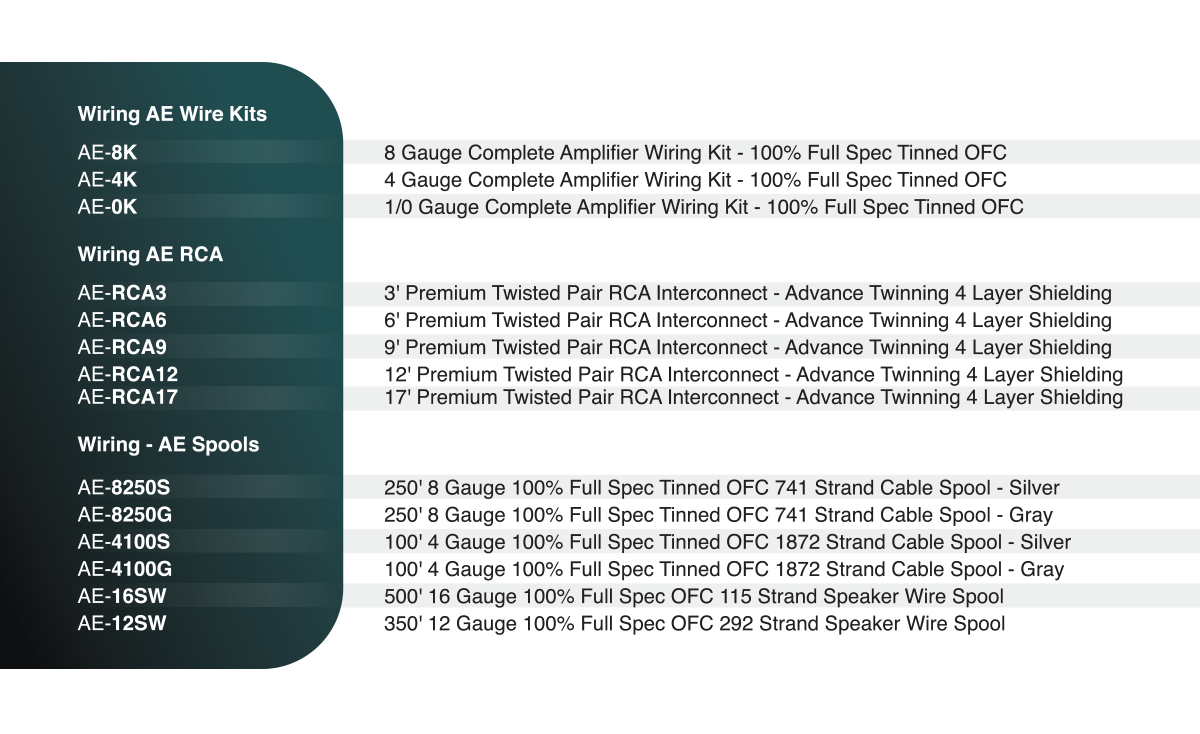 Wiring AE Wire Kits
AE-8K 8 Gauge Complete Amplifier Wiring Kit - 100% Full Spec Tinned OFC
AE-4K 4 Gauge Complete Amplifier Wiring Kit - 100% Full Spec Tinned OFC
AE-0K 1/0 Gauge Complete Amplifier Wiring Kit - 100% Full Spec Tinned OFC
Wiring AE RCA
AE-RCA3 3' Premium Twisted Pair RCA Interconnect - Advance Twinning 4 Layer Shielding
AE-RCA6 6' Premium Twisted Pair RCA Interconnect - Advance Twinning 4 Layer Shielding
AE-RCA9 9' Premium Twisted Pair RCA Interconnect - Advance Twinning 4 Layer Shielding
AE-RCA12 12' Premium Twisted Pair RCA Interconnect - Advance Twinning 4 Layer Shielding
AE-RCA17 17' Premium Twisted Pair RCA Interconnect - Advance Twinning 4 Layer Shielding
Wiring - AE Spools
AE-8250S 250' 8 Gauge 100% Full Spec Tinned OFC 741 Strand Cable Spool - Silver
AE-8250G 250' 8 Gauge 100% Full Spec Tinned OFC 741 Strand Cable Spool - Gray
AE-4100S 100' 4 Gauge 100% Full Spec Tinned OFC 1872 Strand Cable Spool - Silver
AE-4100G 100' 4 Gauge 100% Full Spec Tinned OFC 1872 Strand Cable Spool - Gray
AE-16SW 500' 16 Gauge 100% Full Spec OFC 115 Strand Speaker Wire Spool
AE-12SW 350' 12 Gauge 100% Full Spec OFC 292 Strand Speaker Wire Spool